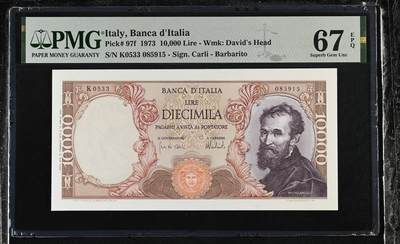 PMG Italy, Banca d'Italia
PAPER MONEY GUARANTY
Pick# 97f 1973 10,000 Lire - Wmk: David's Head
S/N K0533 085915 - Sign. Carli - Barbarito
67 EPQ
Superb Gem Unc
K0533
085915
BANCA D'ITALIA
LIRE
DIECIMILA
PAGABILI A VISTA AL PORTATORE
10000
10000